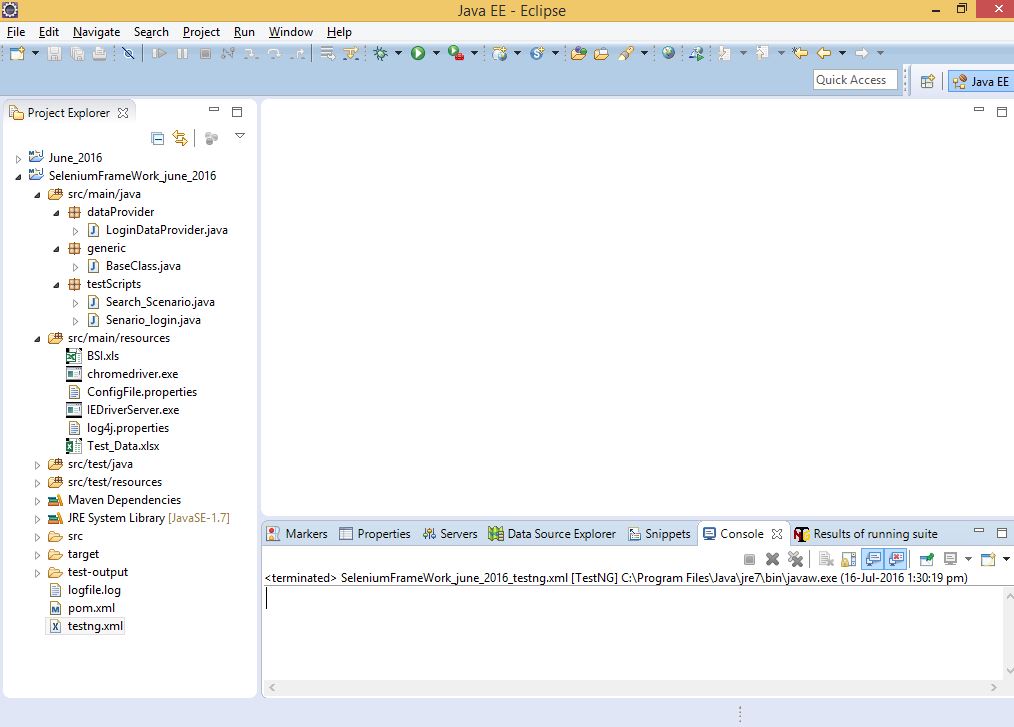 Java EE - Eclipse
File Edit Navigate Search Project Run Window Help
Quick Access
Java EE
Project Explorer
June_2016
SeleniumFrameWork_june_2016
src/main/java
dataProvider
LoginDataProvider.java
generic
BaseClass.java
testScripts
Search_Scenario.java
Senario_login.java
src/main/resources
BSI.xls
chromedriver.exe
ConfigFile.properties
IEDriverServer.exe
log4j.properties
Test_Data.xlsx
src/test/java
src/test/resources
Maven Dependencies
JRE System Library [JavaSE-1.7]
src
target
test-output
logfile.log
pom.xml
testng.xml
Markers Properties Servers Data Source Explorer Snippets Console Results of running suite
<terminated> SeleniumFrameWork_june_2016_testng.xml [TestNG] C:\Program Files\Java\jre7\bin\javaw.exe (16-Jul-2016 1:30:19 pm)